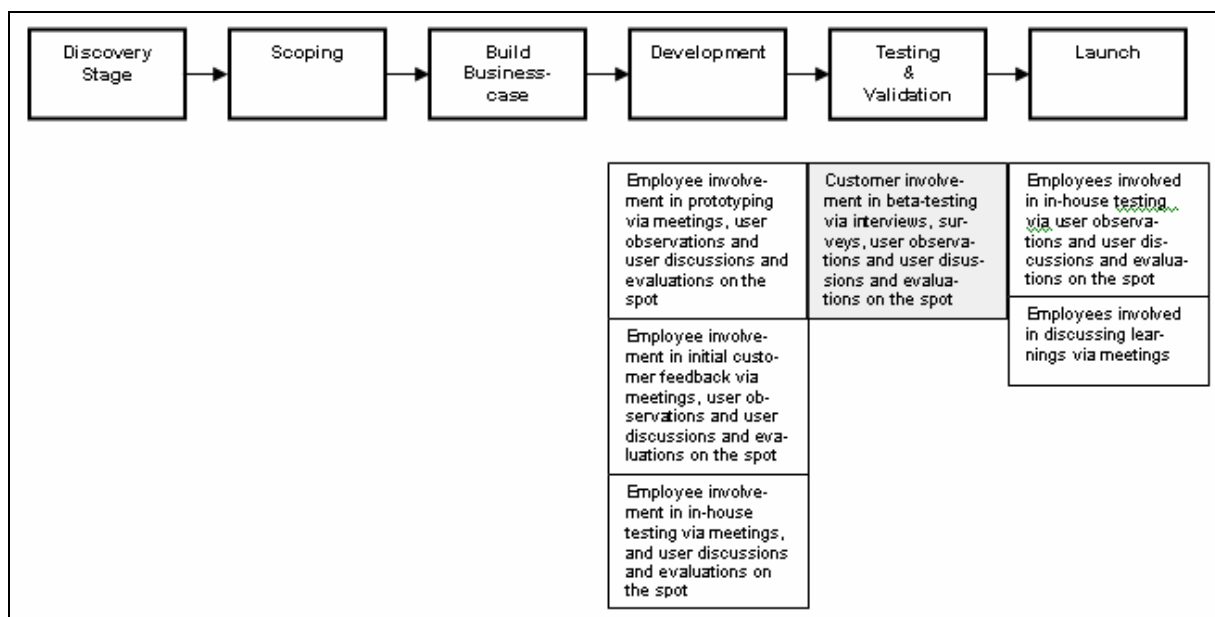 Discovery
Stage
Scoping
Build
Business-
case
Development
Testing
&
Validation
Launch
Employee involve-
ment in prototyping
via meetings, user
observations and
user discussions and
evaluations on the
spot
Employee involve-
ment in initial custo-
mer feedback via
meetings, user ob-
servations and user
discussions and eva-
luations on the spot
Employee involve-
ment in in-house
testing via meetings,
and user discussions
and evaluations on
the spot
Customer involve-
ment in beta-testing
via interviews, sur-
veys, user observa-
tions and user disus-
sions and evalua-
tions on the spot
Employees involved
in in-house testing
via user observa-
tions and user dis-
cussions and evalua-
tions on the spot
Employees involved
in discussing lear-
nings via meetings